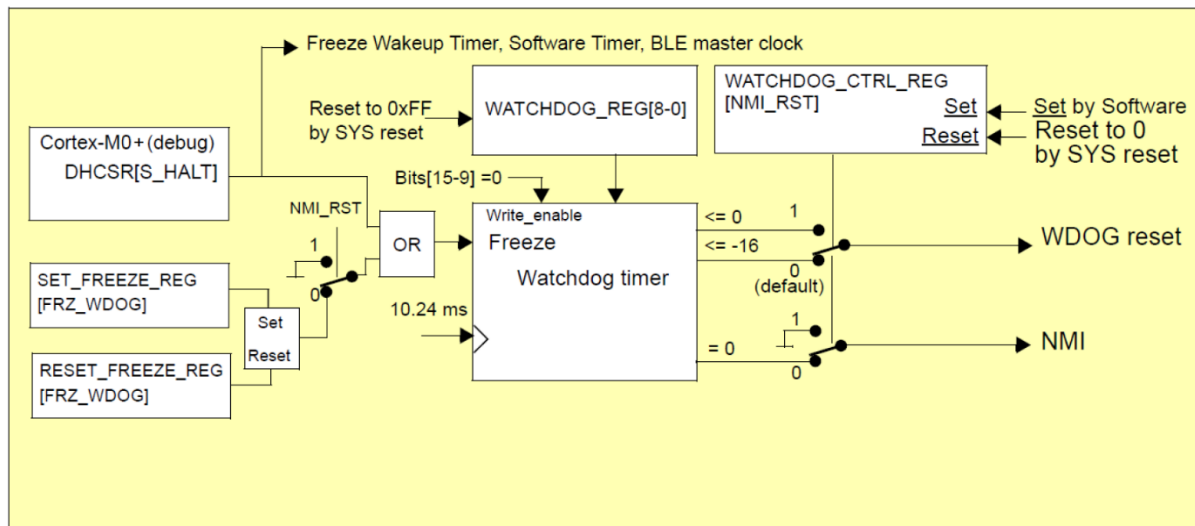 Freeze Wakeup Timer, Software Timer, BLE master clock
Reset to 0xFF
by SYS reset
WATCHDOG_REG[8-0]
WATCHDOG_CTRL_REG
[NMI_RST]
Set
Reset
Set by Software
Reset to 0
by SYS reset
Cortex-M0+(debug)
DHCSR[S_HALT]
Bits[15-9] =0
NMI_RST
1
0
OR
Write_enable
Freeze
Watchdog timer
<= 0
<= -16
1
0
(default)
WDOG reset
SET_FREEZE_REG
[FRZ_WDOG]
Set
Reset
10.24 ms
= 0
1
0
NMI
RESET_FREEZE_REG
[FRZ_WDOG]